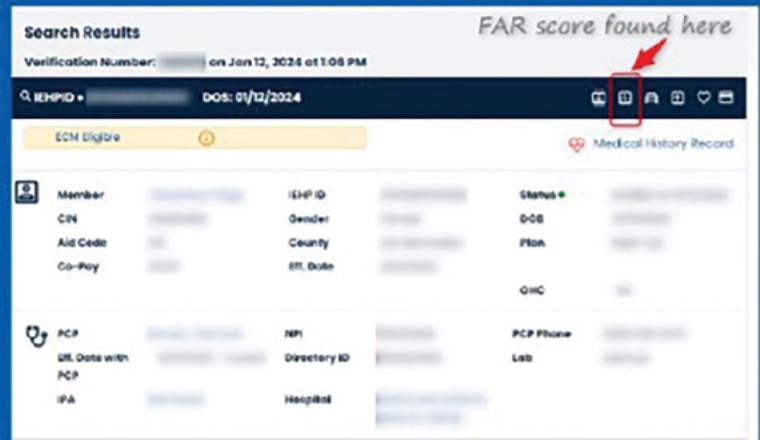 FAR score found here
Search Results
Verification Number: on Jan 12, 2024 at 1:06 PM
IEHPID • DOS: 01/12/2024
ECM Eligible
Medical History Record
Member IEHP ID Status
CIN Gender DOB
Aid Code County Plan
Co-Pay Eff. Date
OHC
PCP NPI PCP Phone
Eff. Date with PCP Directory ID Lab
IPA Hospital